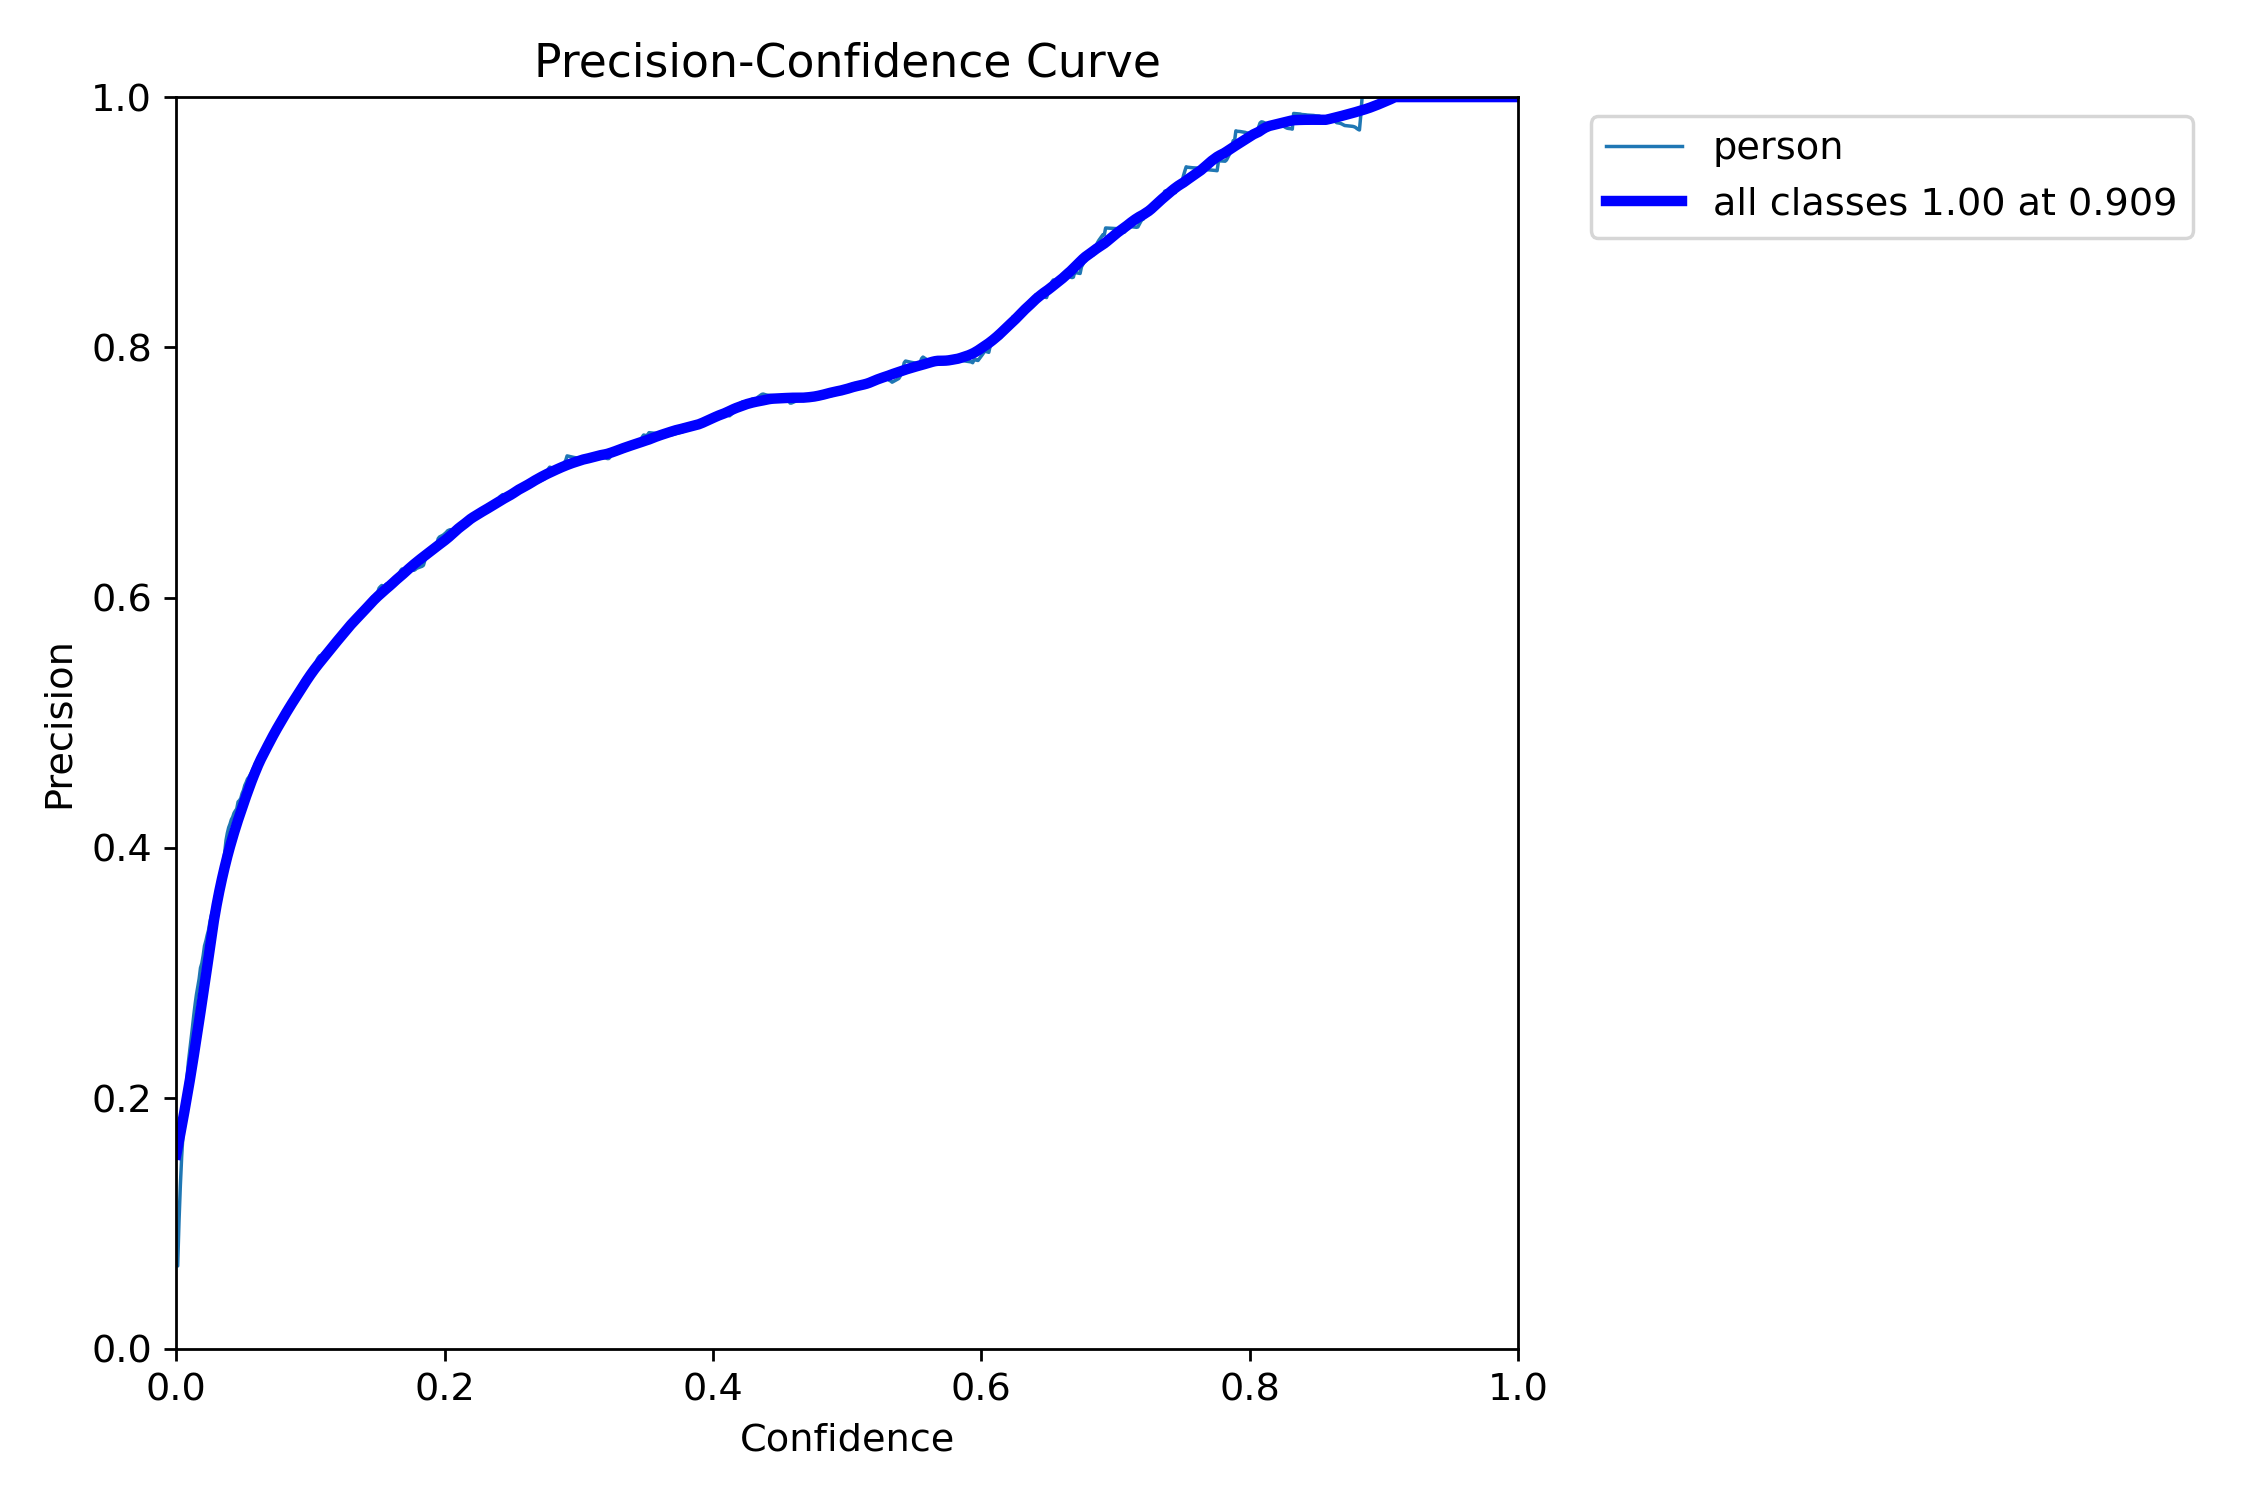 Precision-Confidence Curve
1.0
0.8
0.6
0.4
0.2
0.0
Precision
0.0 0.2 0.4 0.6 0.8 1.0
Confidence
person
all classes 1.00 at 0.909